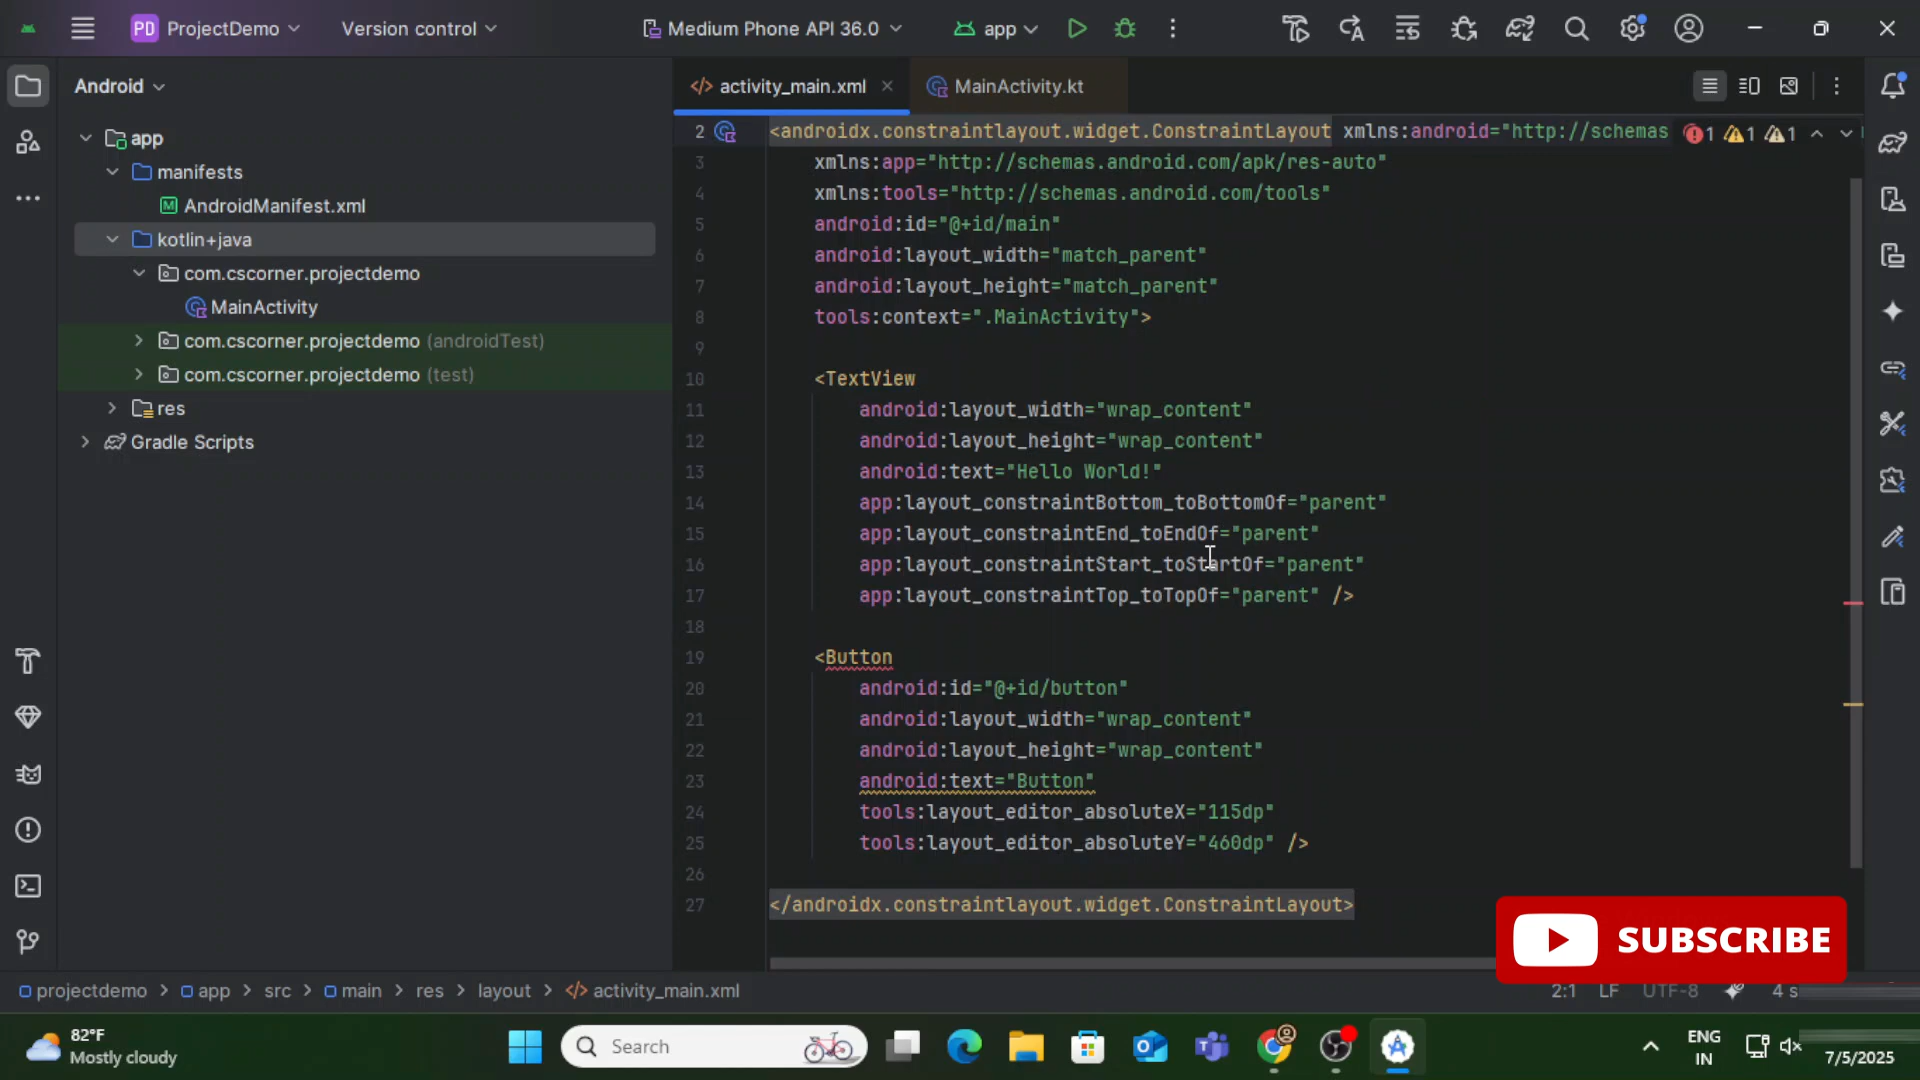 PD ProjectDemo Version control Medium Phone API 36.0 app
Android
app
manifests
AndroidManifest.xml
kotlin+java
com.cscorner.projectdemo
MainActivity
com.cscorner.projectdemo (androidTest)
com.cscorner.projectdemo (test)
res
Gradle Scripts
</> activity_main.xml MainActivity.kt
2 <androidx.constraintlayout.widget.ConstraintLayout xmlns:android="http://schemas 1 1 1
3 xmlns:app="http://schemas.android.com/apk/res-auto"
4 xmlns:tools="http://schemas.android.com/tools"
5 android:id="@+id/main"
6 android:layout_width="match_parent"
7 android:layout_height="match_parent"
8 tools:context=".MainActivity">
9
10 <TextView
11 android:layout_width="wrap_content"
12 android:layout_height="wrap_content"
13 android:text="Hello World!"
14 app:layout_constraintBottom_toBottomOf="parent"
15 app:layout_constraintEnd_toEndOf="parent"
16 app:layout_constraintStart_toStartOf="parent"
17 app:layout_constraintTop_toTopOf="parent" />
18
19 <Button
20 android:id="@+id/button"
21 android:layout_width="wrap_content"
22 android:layout_height="wrap_content"
23 android:text="Button"
24 tools:layout_editor_absoluteX="115dp"
25 tools:layout_editor_absoluteY="460dp" />
26
27 </androidx.constraintlayout.widget.ConstraintLayout>
SUBSCRIBE
projectdemo > app > src > main > res > layout > </> activity_main.xml 2:1 LF UTF-8 4 s
82°F
Mostly cloudy
Search
ENG
IN
7/5/2025